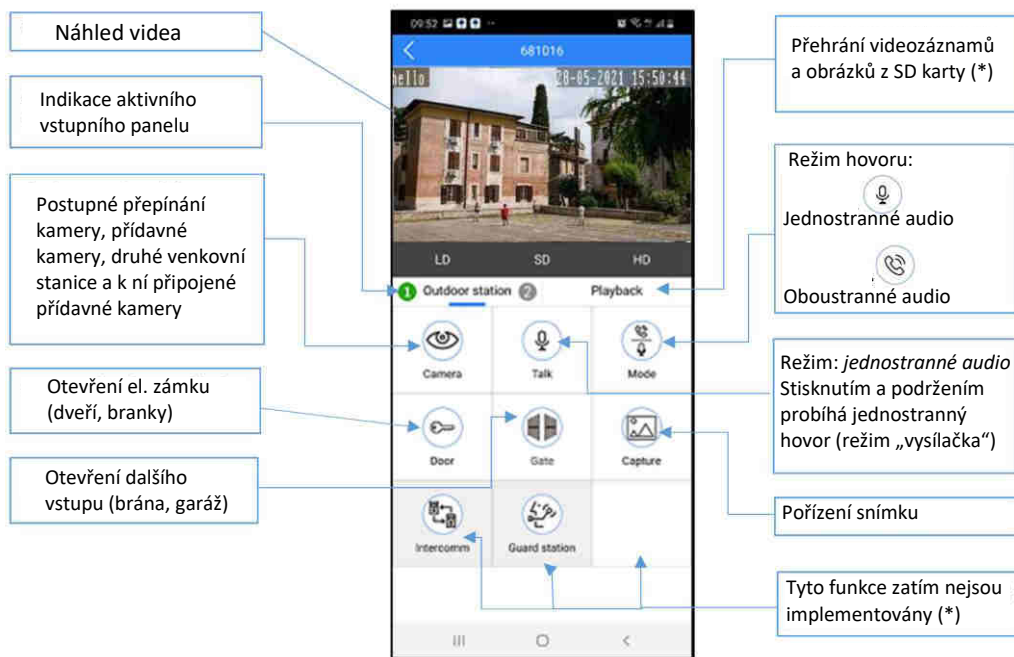 Náhled videa
Indikace aktivního
vstupního panelu
Postupné přepínání
kamery, přídavné
kamery, druhé venkovní
stanice a k ní připojené
přídavné kamery
Otevření el. zámku
(dveří, branky)
Otevření dalšího
vstupu (brána, garáž)
09:52
681016
hello 28-05-2021 15:50:44
LD SD HD
1 Outdoor station 2 Playback
Camera Talk Mode
Door Gate Capture
Intercomm Guard station
Přehrání videozáznamů
a obrázků z SD karty (*)
Režim hovoru:
Jednostranné audio
Oboustranné audio
Režim: jednostranné audio
Stisknutím a podržením
probíhá jednostranný
hovor (režim „vysílačka“)
Pořízení snímku
Tyto funkce zatím nejsou
implementovány (*)